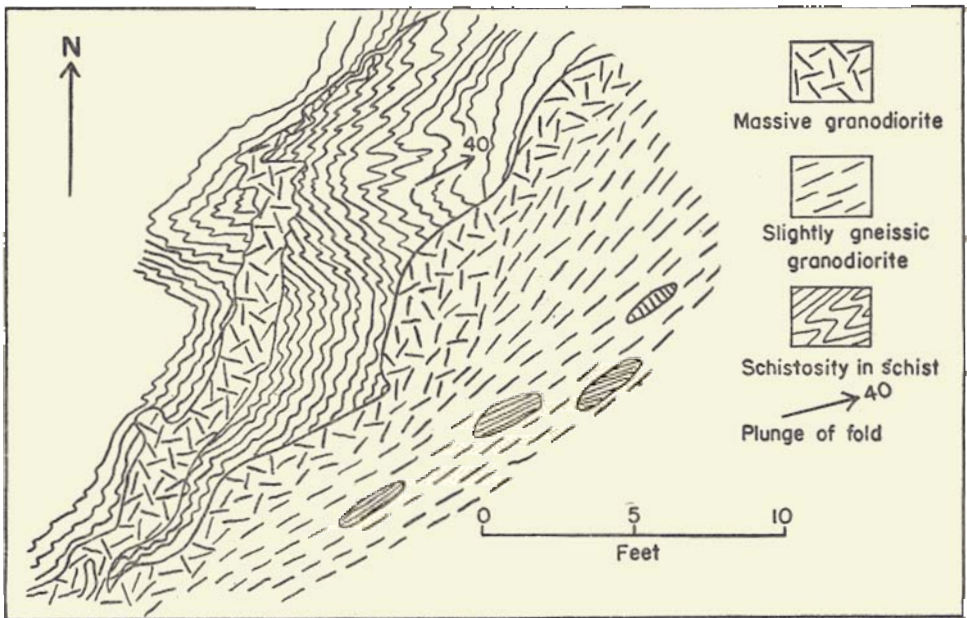 N
40
Massive granodiorite
Slightly gneissic
granodiorite
Schistosity in schist
40
Plunge of fold
0 5 10
Feet